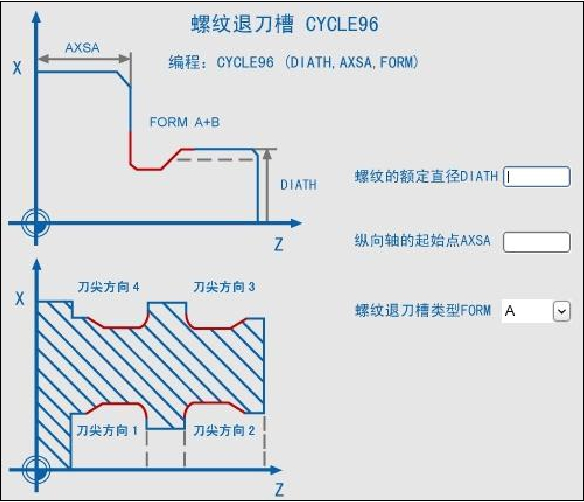 螺纹退刀槽 CYCLE96
编程：CYCLE96 (DIATH,AXSA,FORM)
AXSA
X
FORM A+B
DIATH
Z
螺纹的额定直径DIATH
纵向轴的起始点AXSA
螺纹退刀槽类型FORM A
X
刀尖方向4 刀尖方向3
刀尖方向1 刀尖方向2
Z